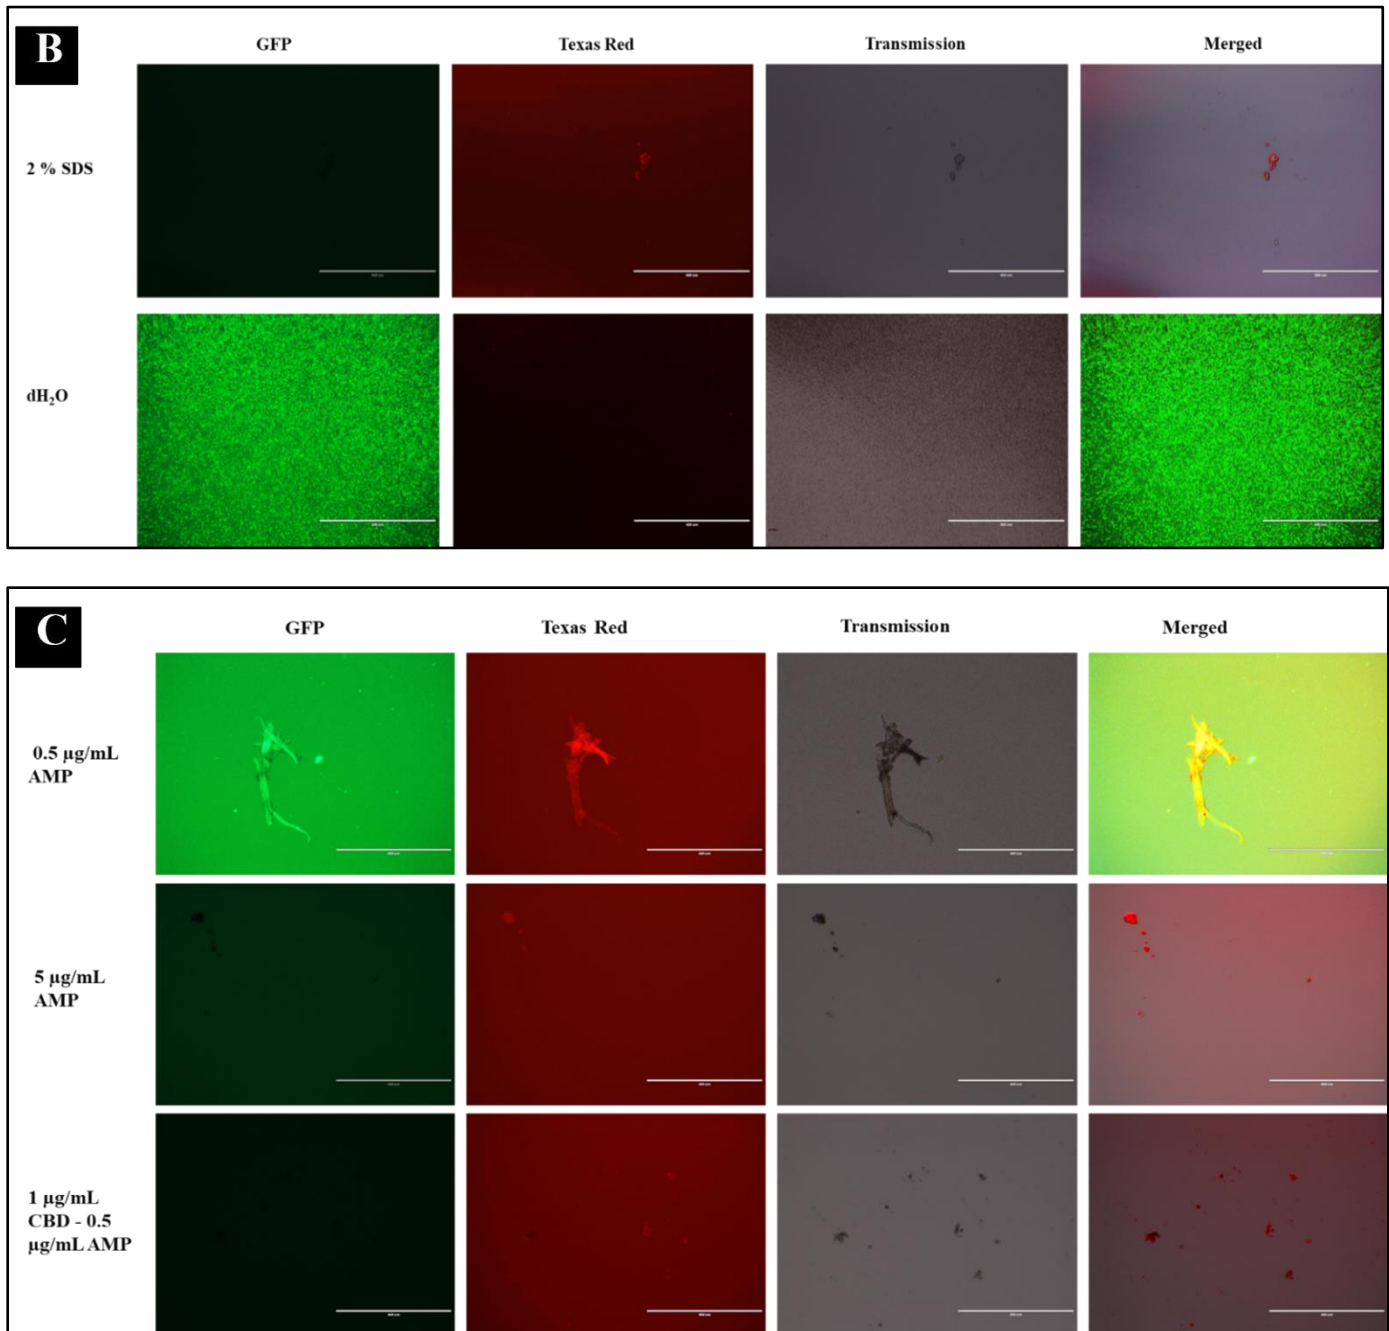 B
GFP Texas Red Transmission Merged
2 % SDS
dH₂O
C
GFP Texas Red Transmission Merged
0.5 µg/mL
AMP
5 µg/mL
AMP
1 µg/mL
CBD - 0.5
µg/mL AMP